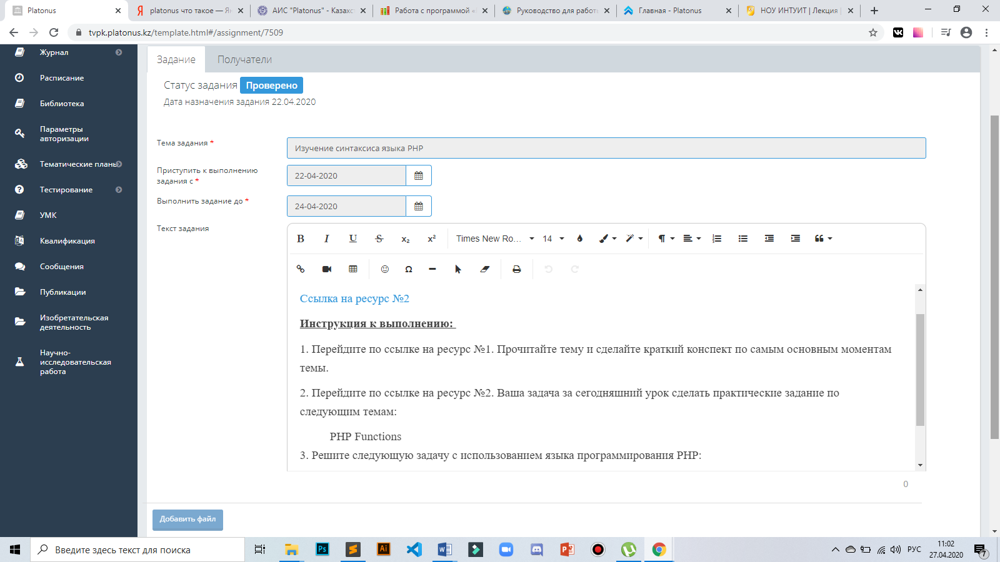 Platonus
platonus что такое — Ян
АИС "Platonus" - Казахс
Работа с программой «
Руководство для работы
Главная - Platonus
НОУ ИНТУИТ | Лекция |
tvpk.platonus.kz/template.html#/assignment/7509
Журнал
Расписание
Библиотека
Параметры
авторизации
Тематические планы
Тестирование
УМК
Квалификация
Сообщения
Публикации
Изобретательская
деятельность
Научно-
исследовательская
работа
Задание
Получатели
Статус задания Проверено
Дата назначения задания 22.04.2020
Тема задания *
Изучение синтаксиса языка PHP
Приступить к выполнению
задания с *
22-04-2020
Выполнить задание до *
24-04-2020
Текст задания
B I U S x₂ x² Times New Ro... 14
Ссылка на ресурс №2
Инструкция к выполнению:
1. Перейдите по ссылке на ресурс №1. Прочитайте тему и сделайте краткий конспект по самым основным моментам
темы.
2. Перейдите по ссылке на ресурс №2. Ваша задача за сегодняшний урок сделать практические задание по
следующим темам:
PHP Functions
3. Решите следующую задачу с использованием языка программирования PHP:
0
Добавить файл
Введите здесь текст для поиска
РУС
11:02
27.04.2020
7